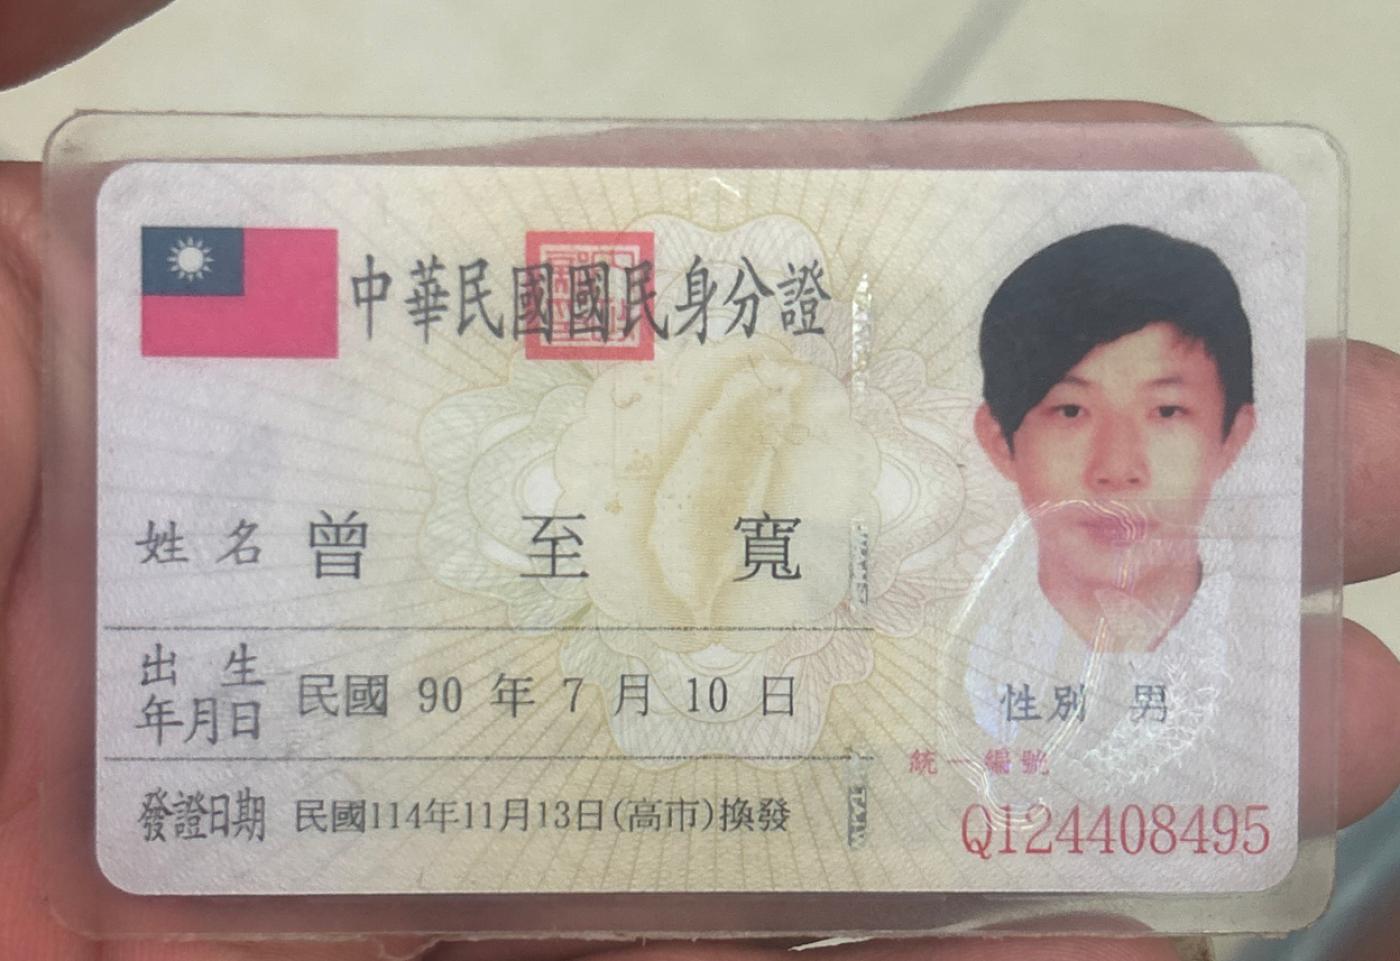 中華民國國民身分證
姓名 曾 至 寬
出生年月日 民國 90 年 7 月 10 日
性別 男
發證日期 民國114年11月13日(高市)換發
統一編號
Q124408495